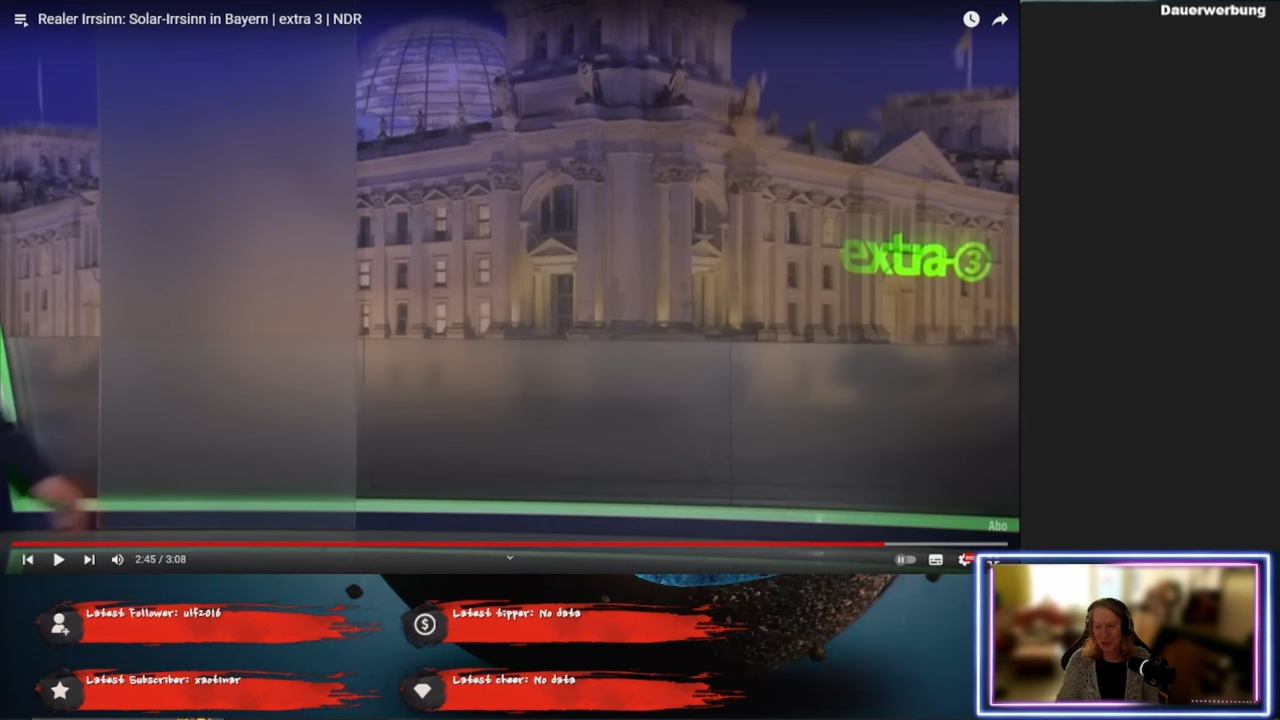 Realer Irrsinn: Solar-Irrsinn in Bayern | extra 3 | NDR
Dauerwerbung
extra 3
Abo
2:45 / 3:08
Latest Follower: ulf2016
Latest tipper: No data
Latest Subscriber: xaotinar
Latest cheer: No data